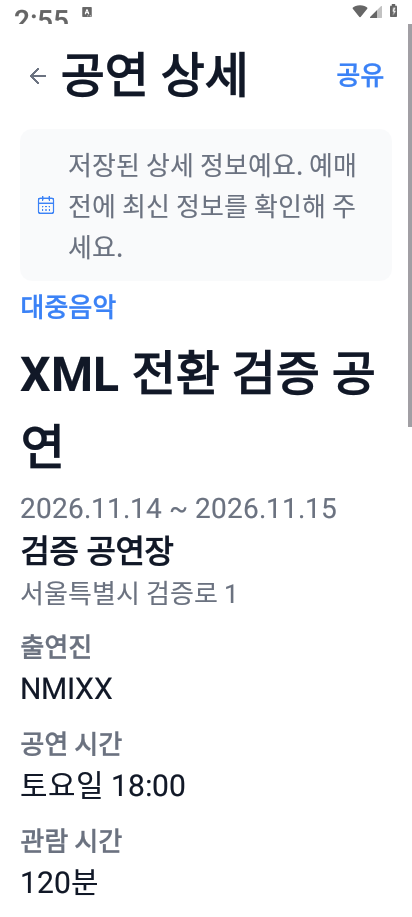 2:55
공연 상세
공유
저장된 상세 정보예요. 예매
전에 최신 정보를 확인해 주
세요.
대중음악
XML 전환 검증 공
연
2026.11.14 ~ 2026.11.15
검증 공연장
서울특별시 검증로 1
출연진
NMIXX
공연 시간
토요일 18:00
관람 시간
120분